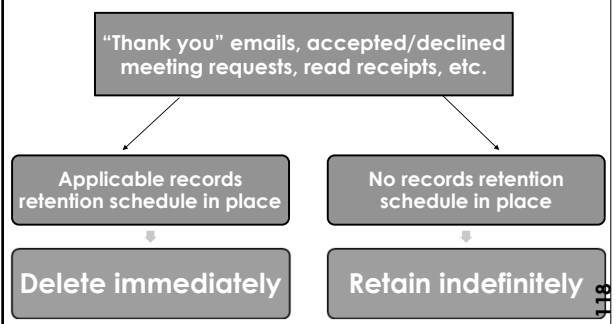 “Thank you” emails, accepted/declined
meeting requests, read receipts, etc.
Applicable records
retention schedule in place
No records retention
schedule in place
Delete immediately
Retain indefinitely
118